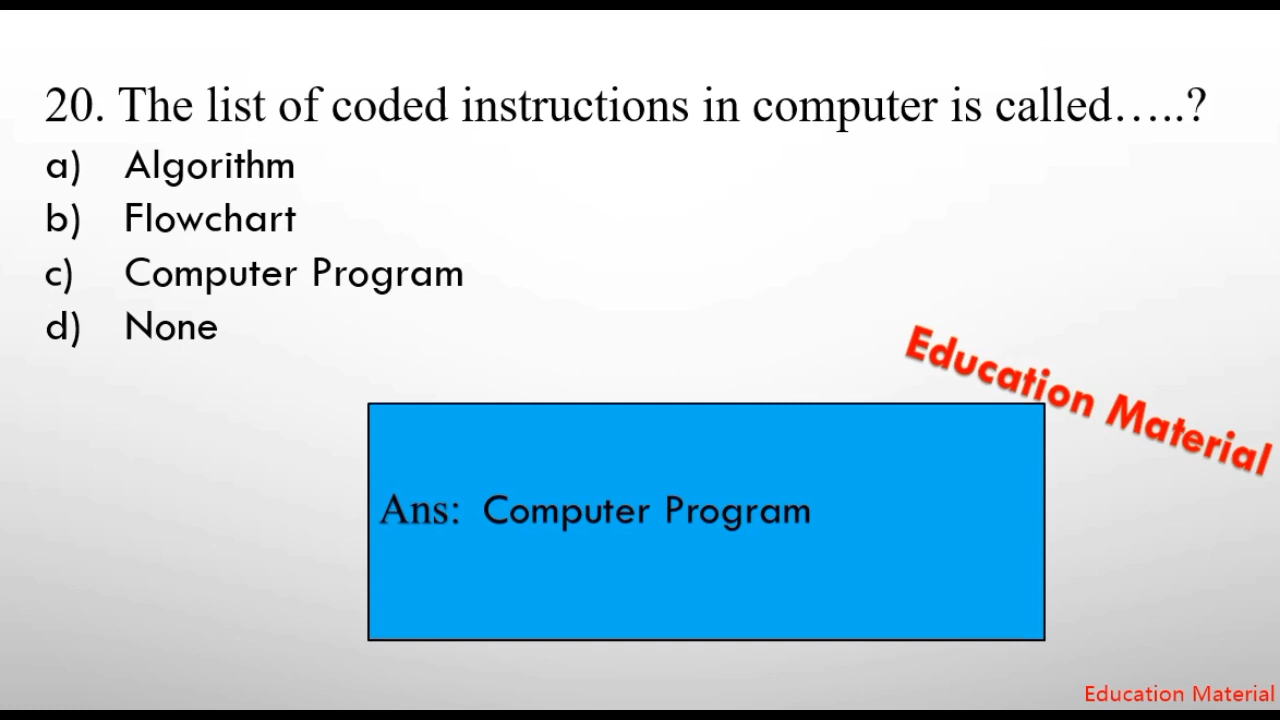 20. The list of coded instructions in computer is called…..?
a) Algorithm
b) Flowchart
c) Computer Program
d) None
Education Material
Ans: Computer Program
Education Material